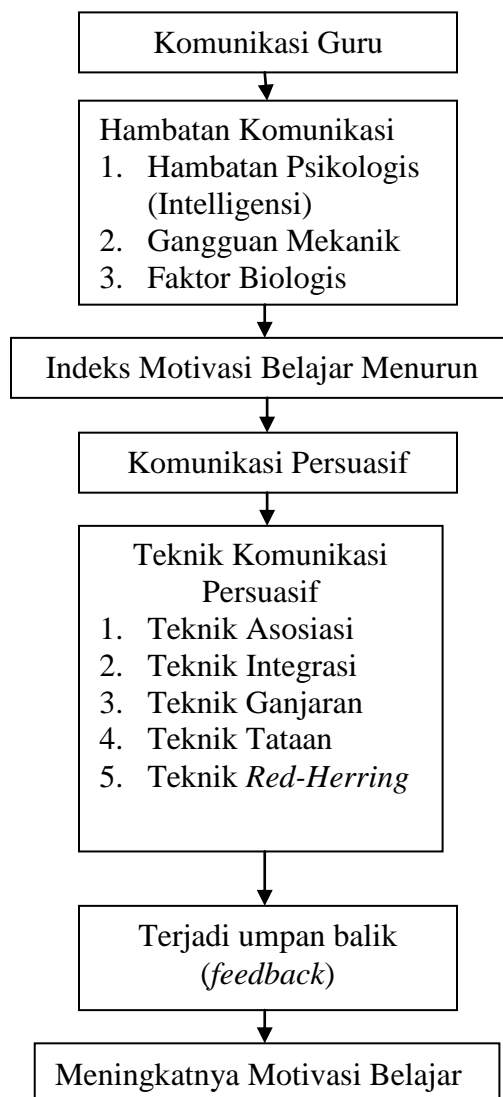 Komunikasi Guru
Hambatan Komunikasi
1. Hambatan Psikologis
(Intelligensi)
2. Gangguan Mekanik
3. Faktor Biologis
Indeks Motivasi Belajar Menurun
Komunikasi Persuasif
Teknik Komunikasi
Persuasif
1. Teknik Asosiasi
2. Teknik Integrasi
3. Teknik Ganjaran
4. Teknik Tataan
5. Teknik Red-Herring
Terjadi umpan balik
(feedback)
Meningkatnya Motivasi Belajar